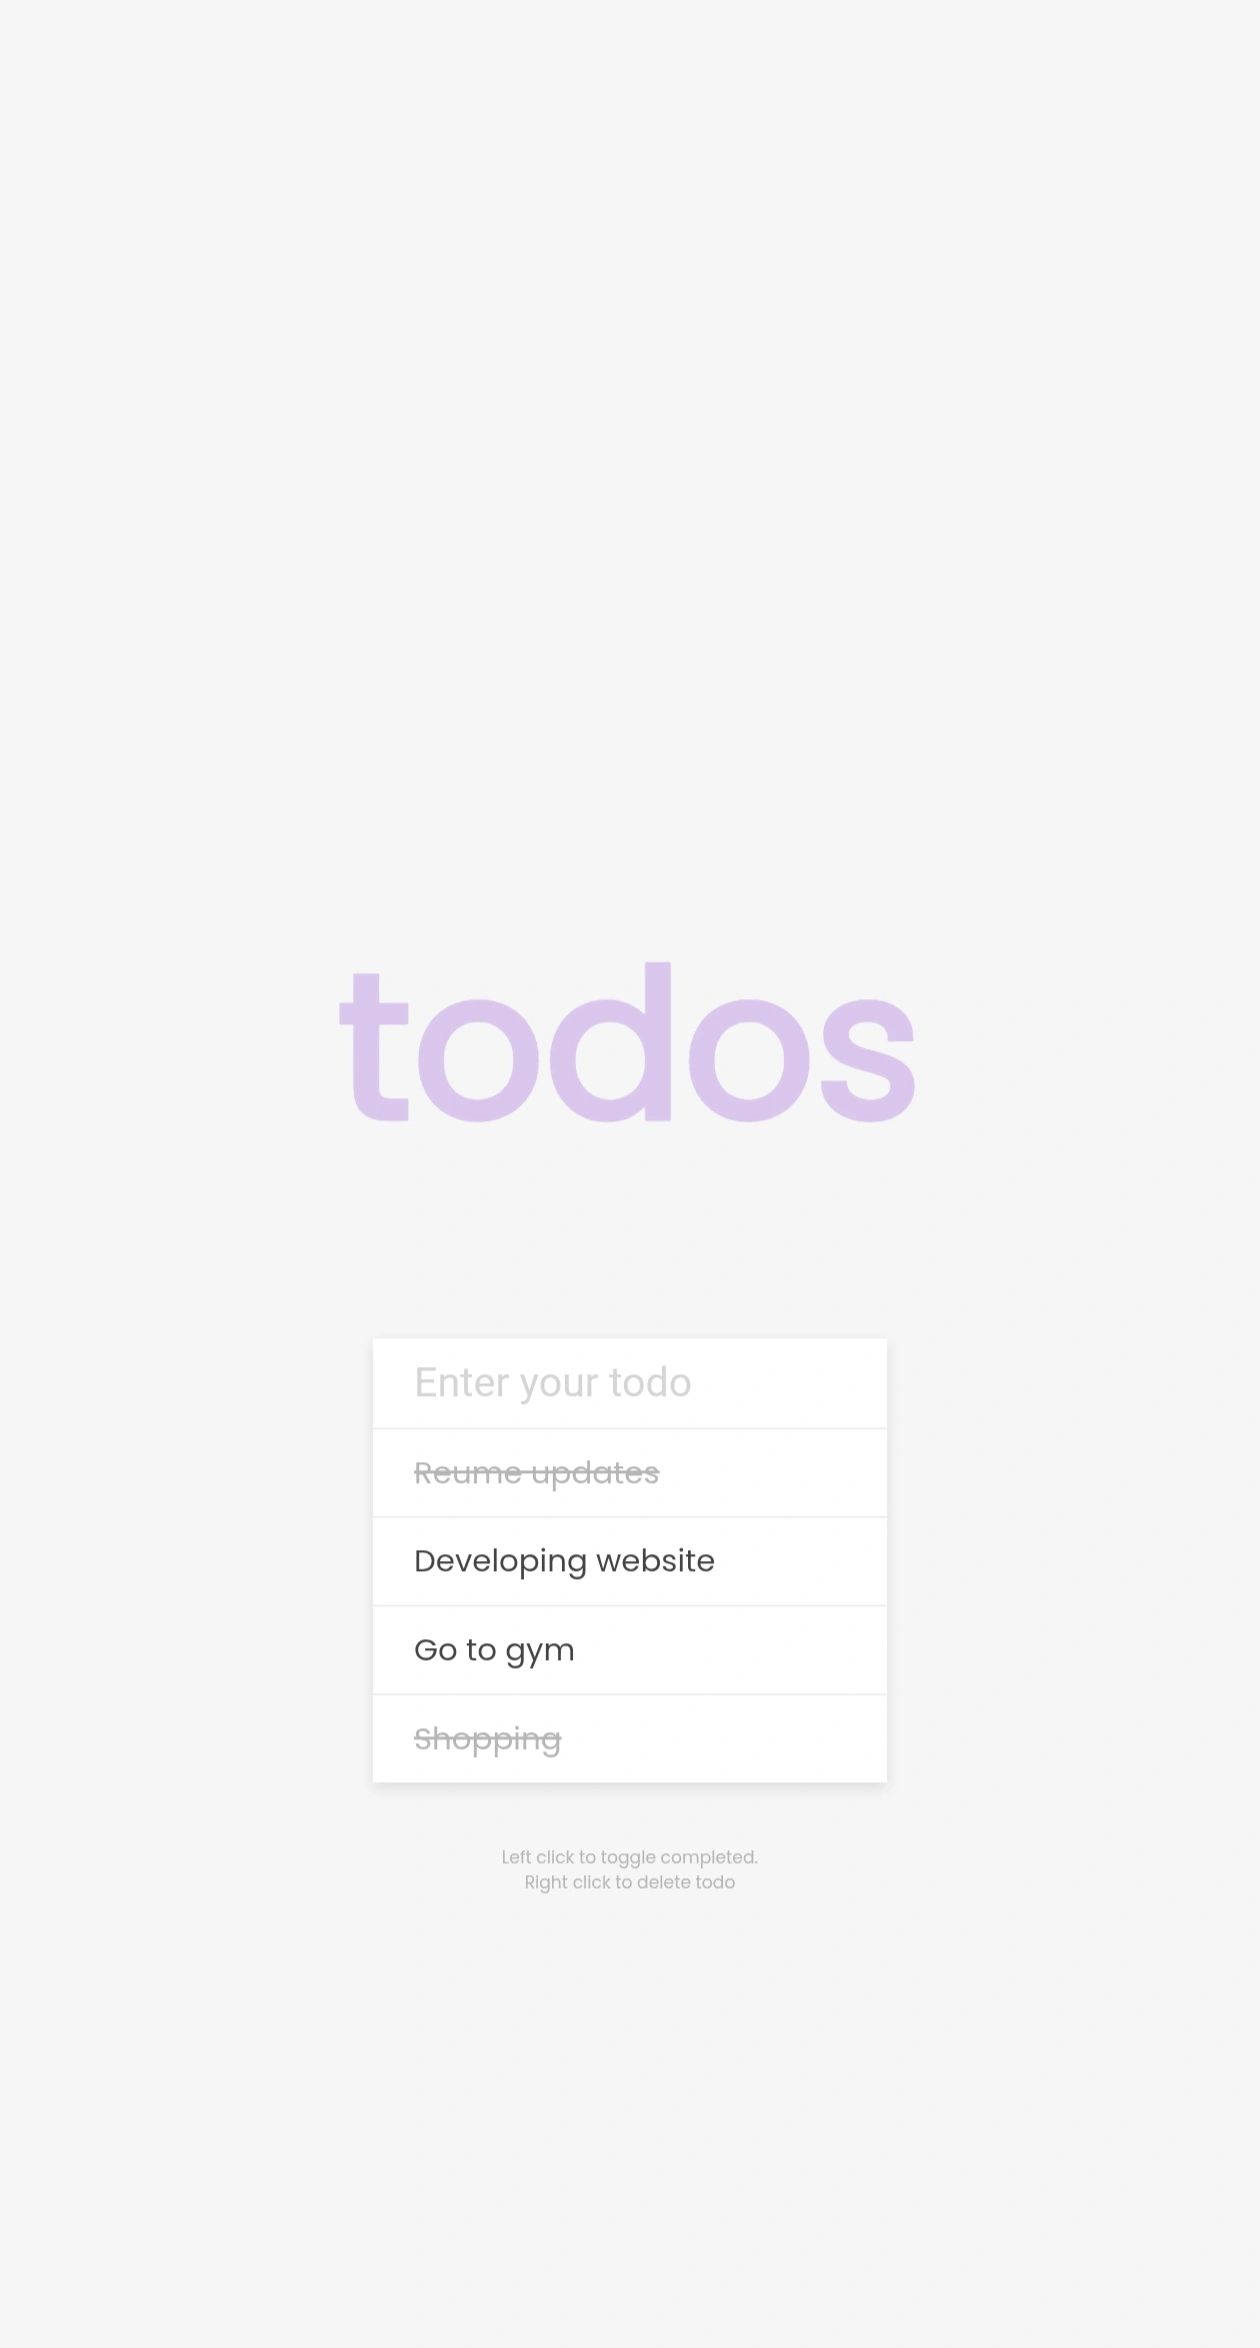 todos
Enter your todo
Reume updates
Developing website
Go to gym
Shopping
Left click to toggle completed.
Right click to delete todo